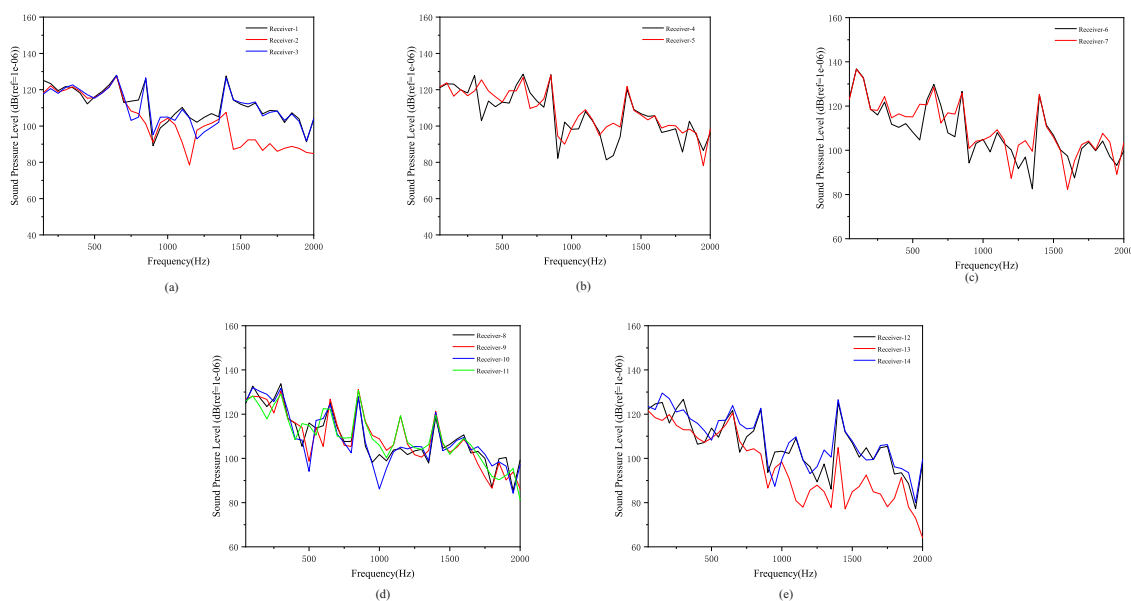 160
140
120
100
80
60
40
500
1000
1500
2000
Sound Pressure Level (dB(ref=1e-06))
Frequency(Hz)
Receiver-1
Receiver-2
Receiver-3
(a)
160
140
120
100
80
60
40
500
1000
1500
2000
Sound Pressure Level (dB(ref=1e-06))
Frequency(Hz)
Receiver-4
Receiver-5
(b)
160
140
120
100
80
60
500
1000
1500
2000
Sound Pressure Level (dB(ref=1e-06))
Frequency(Hz)
Receiver-6
Receiver-7
(c)
160
140
120
100
80
60
500
1000
1500
2000
Sound Pressure Level (dB(ref=1e-06))
Frequency(Hz)
Receiver-8
Receiver-9
Receiver-10
Receiver-11
(d)
160
140
120
100
80
60
500
1000
1500
2000
Sound Pressure Level (dB(ref=1e-06))
Frequency(Hz)
Receiver-12
Receiver-13
Receiver-14
(e)